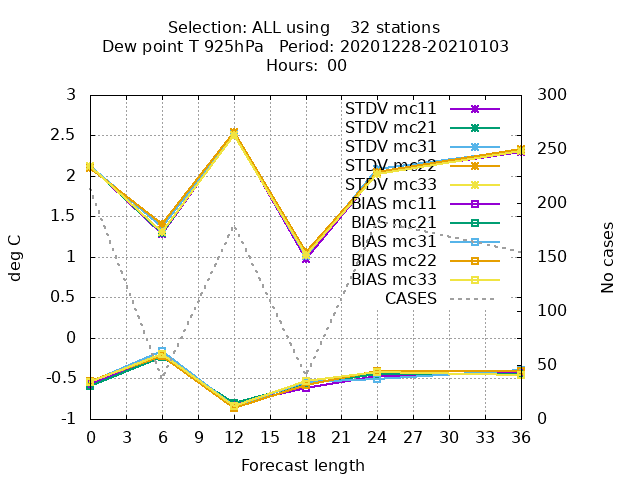 Selection: ALL using    32 stations
Dew point T 925hPa   Period: 20201228-20210103
Hours: 00
3
2.5
2
1.5
1
0.5
0
-0.5
-1
300
250
200
150
100
50
0
STDV mc11
STDV mc21
STDV mc31
STDV mc22
STDV mc33
BIAS mc11
BIAS mc21
BIAS mc31
BIAS mc22
BIAS mc33
CASES
deg C
No cases
0 3 6 9 12 15 18 21 24 27 30 33 36
Forecast length